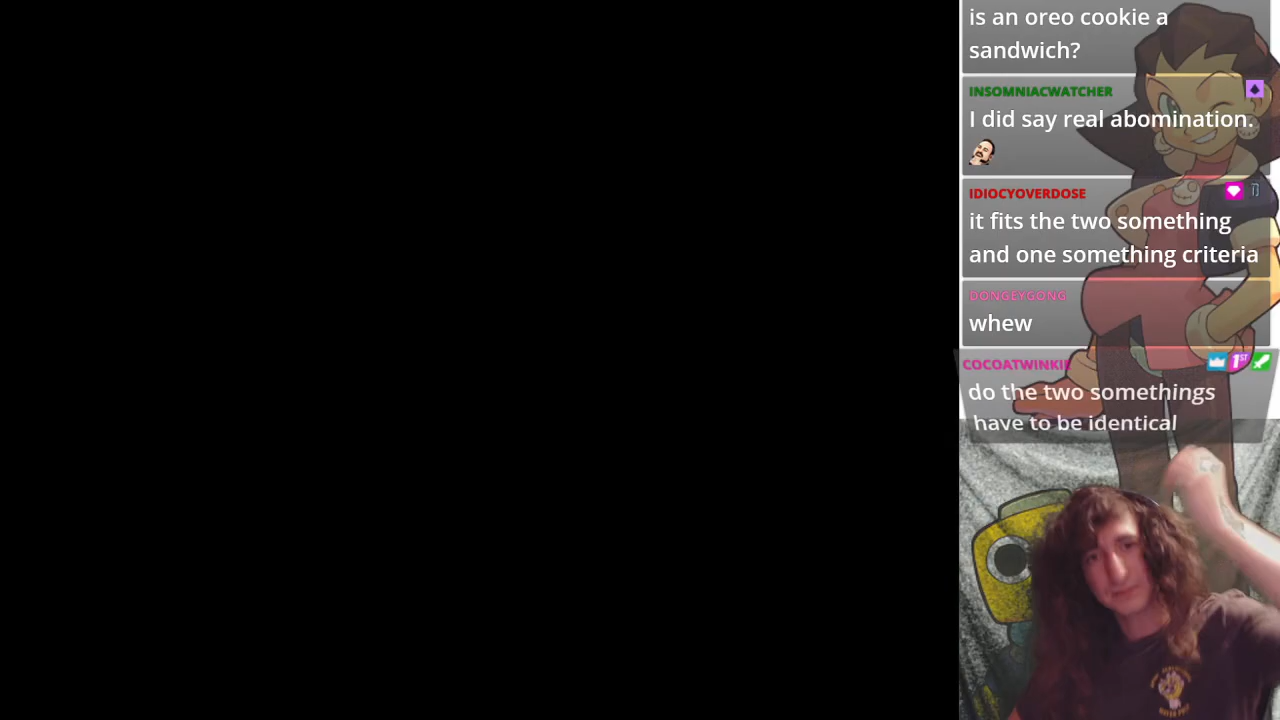 is an oreo cookie a
sandwich?
INSOMNIACWATCHER
I did say real abomination.
IDIOCYOVERDOSE
it fits the two something
and one something criteria
DONGEYGONG
whew
COCOATWINKIE
1ST
do the two somethings
have to be identical